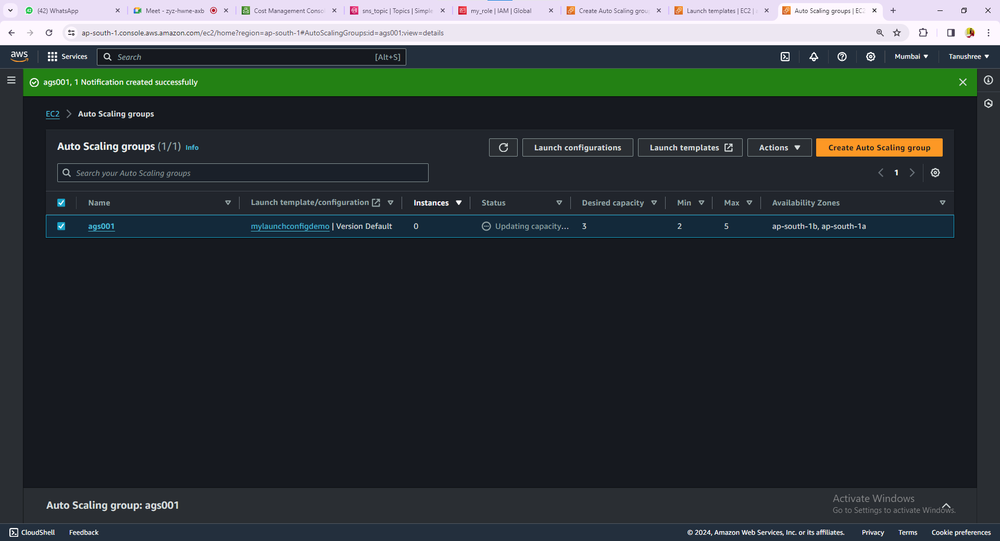 (42) WhatsApp
Meet - zyz-hwne-axb
Cost Management Consol
sns_topic | Topics | Simple
my_role | IAM | Global
Create Auto Scaling group
Launch templates | EC2 |
Auto Scaling groups | EC2
ap-south-1.console.aws.amazon.com/ec2/home?region=ap-south-1#AutoScalingGroups:id=ags001;view=details
aws
Services
Search
[Alt+S]
Mumbai
Tanushree
ags001, 1 Notification created successfully
EC2
Auto Scaling groups
Auto Scaling groups (1/1) Info
Launch configurations
Launch templates
Actions
Create Auto Scaling group
Search your Auto Scaling groups
1
Name
Launch template/configuration
Instances
Status
Desired capacity
Min
Max
Availability Zones
ags001
mylaunchconfigdemo | Version Default
0
Updating capacity...
3
2
5
ap-south-1b, ap-south-1a
Auto Scaling group: ags001
Activate Windows
Go to Settings to activate Windows.
CloudShell
Feedback
© 2024, Amazon Web Services, Inc. or its affiliates.
Privacy
Terms
Cookie preferences